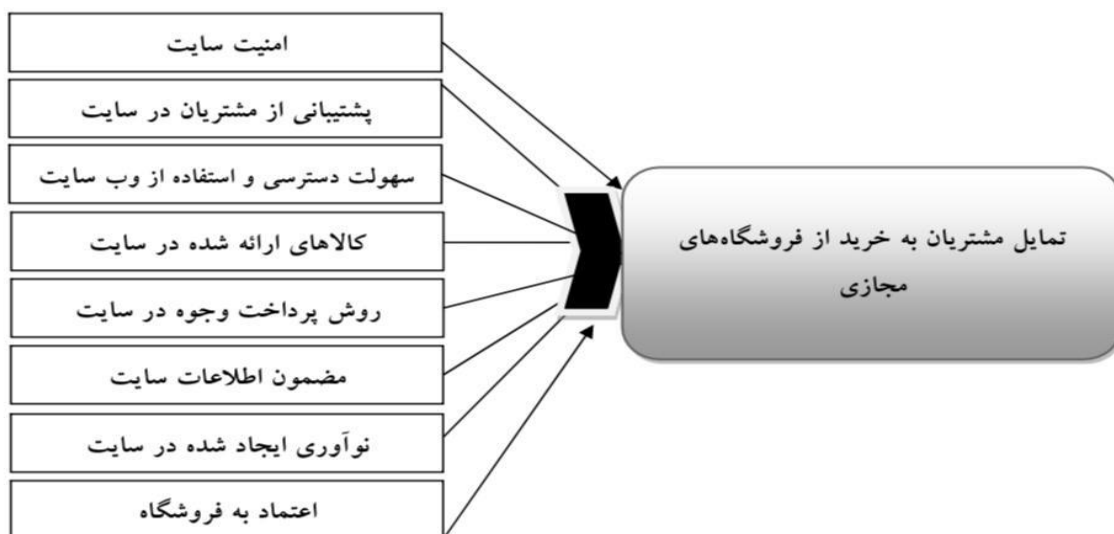 امنیت سایت
پشتیبانی از مشتریان در سایت
سهولت دسترسی و استفاده از وب سایت
کالاهای ارائه شده در سایت
روش پرداخت وجوه در سایت
مضمون اطلاعات سایت
نوآوری ایجاد شده در سایت
اعتماد به فروشگاه
تمایل مشتریان به خرید از فروشگاه‌های
مجازی